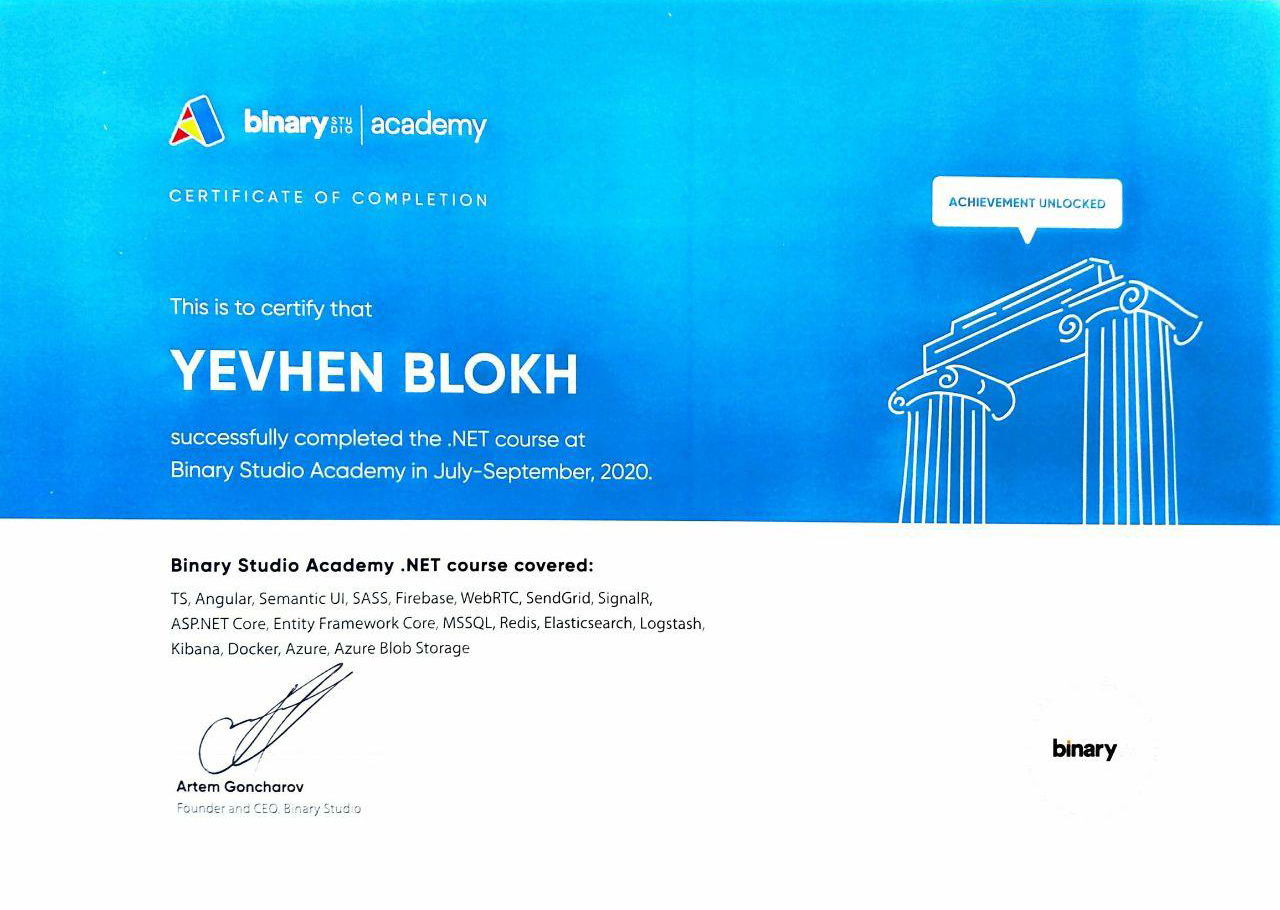 binary STUDIO | academy
CERTIFICATE OF COMPLETION
ACHIEVEMENT UNLOCKED
This is to certify that
YEVHEN BLOKH
successfully completed the .NET course at
Binary Studio Academy in July-September, 2020.
Binary Studio Academy .NET course covered:
TS, Angular, Semantic UI, SASS, Firebase, WebRTC, SendGrid, SignalR,
ASP.NET Core, Entity Framework Core, MSSQL, Redis, Elasticsearch, Logstash,
Kibana, Docker, Azure, Azure Blob Storage
Artem Goncharov
Founder and CEO, Binary Studio
binary